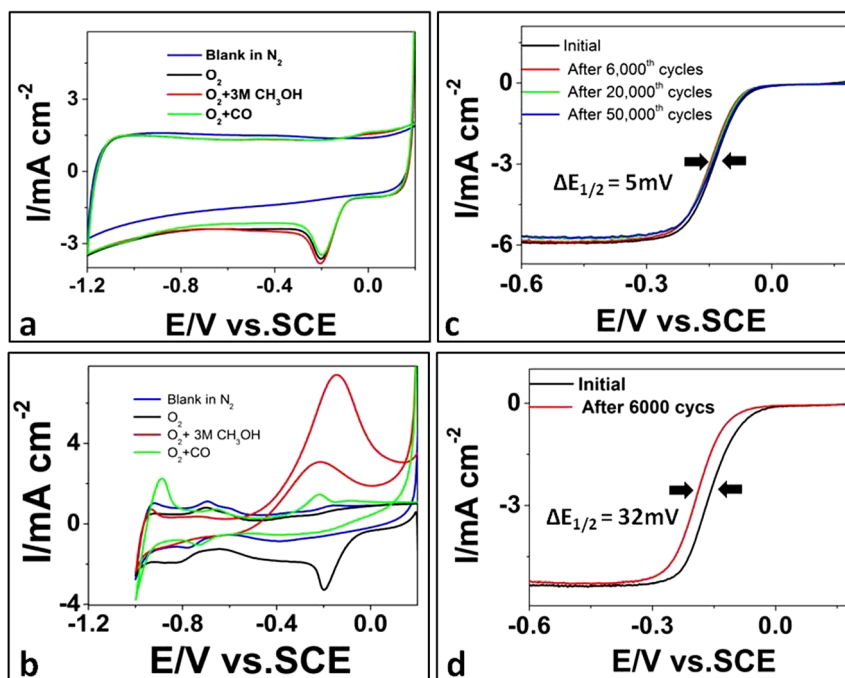 a
I/mA cm-2
3
0
-3
Blank in N2
O2
O2+3M CH3OH
O2+CO
-1.2
-0.8
-0.4
0.0
E/V vs.SCE
c
I/mA cm-2
0
-3
-6
Initial
After 6,000th cycles
After 20,000th cycles
After 50,000th cycles
ΔE1/2 = 5mV
-0.6
-0.3
0.0
E/V vs.SCE
b
I/mA cm-2
4
0
-4
Blank in N2
O2
O2+ 3M CH3OH
O2+CO
-1.2
-0.8
-0.4
0.0
E/V vs.SCE
d
I/mA cm-2
0
-3
Initial
After 6000 cycs
ΔE1/2 = 32mV
-0.6
-0.3
0.0
E/V vs.SCE